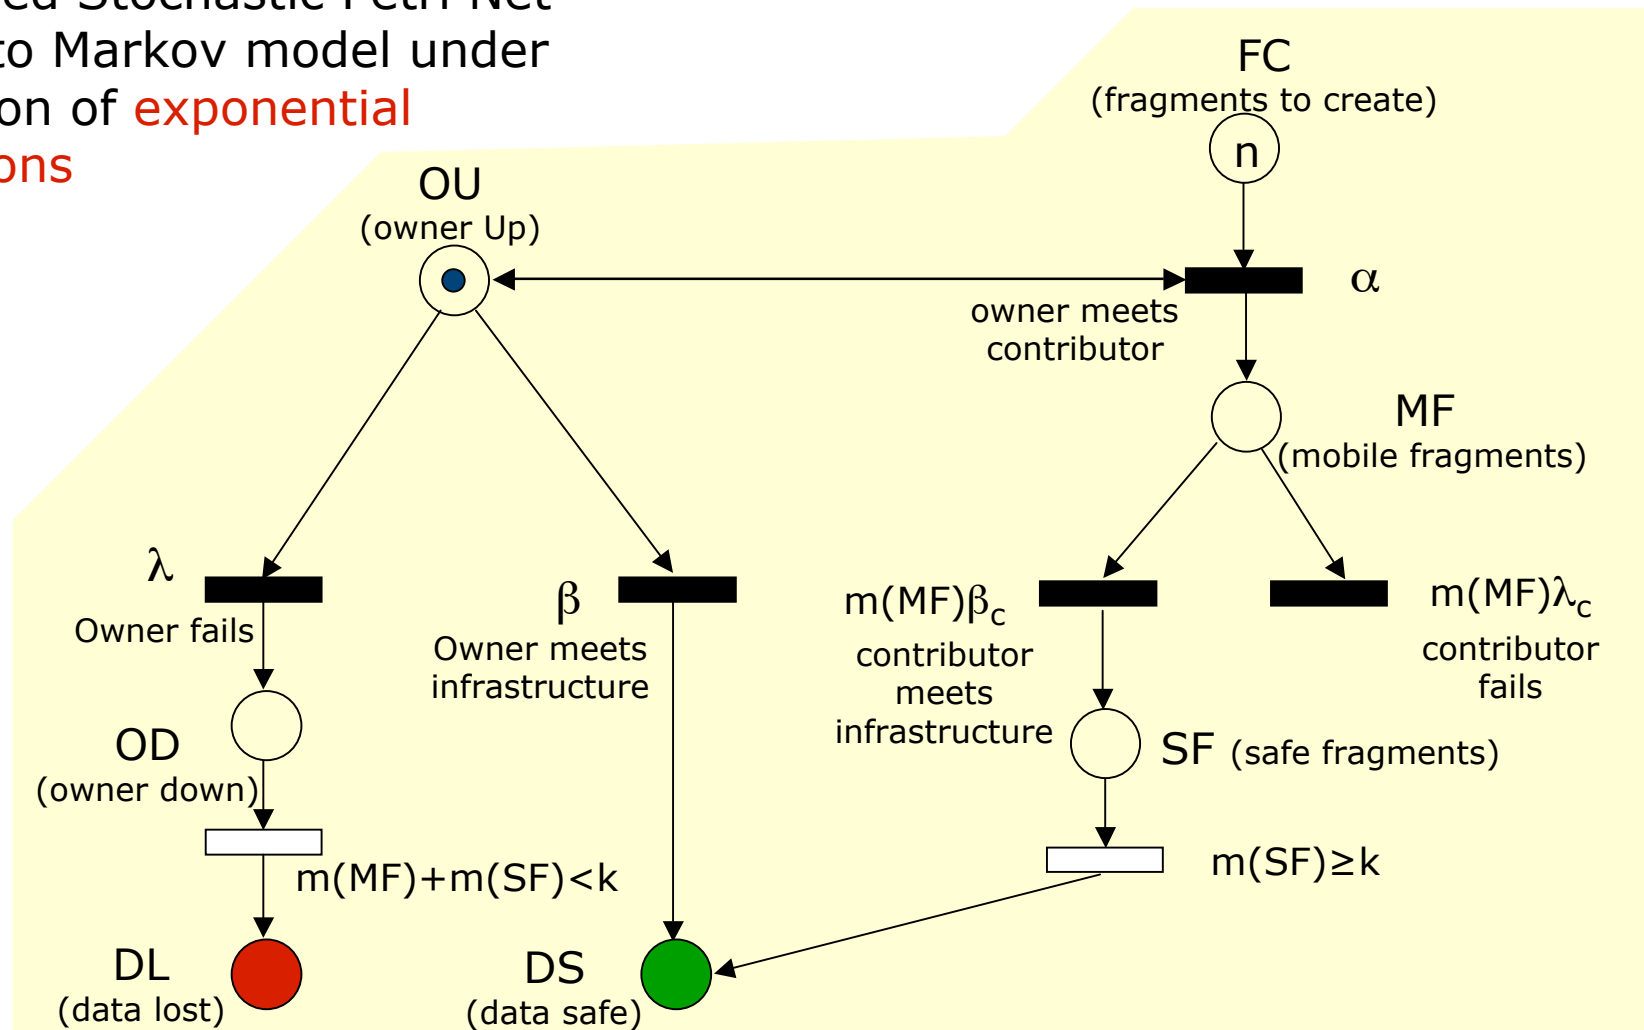 to Markov model under
on of exponential
ons
FC
(fragments to create)
n
OU
(owner Up)
α
owner meets
contributor
MF
(mobile fragments)
λ
Owner fails
β
Owner meets
infrastructure
m(MF)βc
contributor
meets
infrastructure
m(MF)λc
contributor
fails
OD
(owner down)
SF (safe fragments)
m(MF)+m(SF)<k
m(SF)≥k
DL
(data lost)
DS
(data safe)